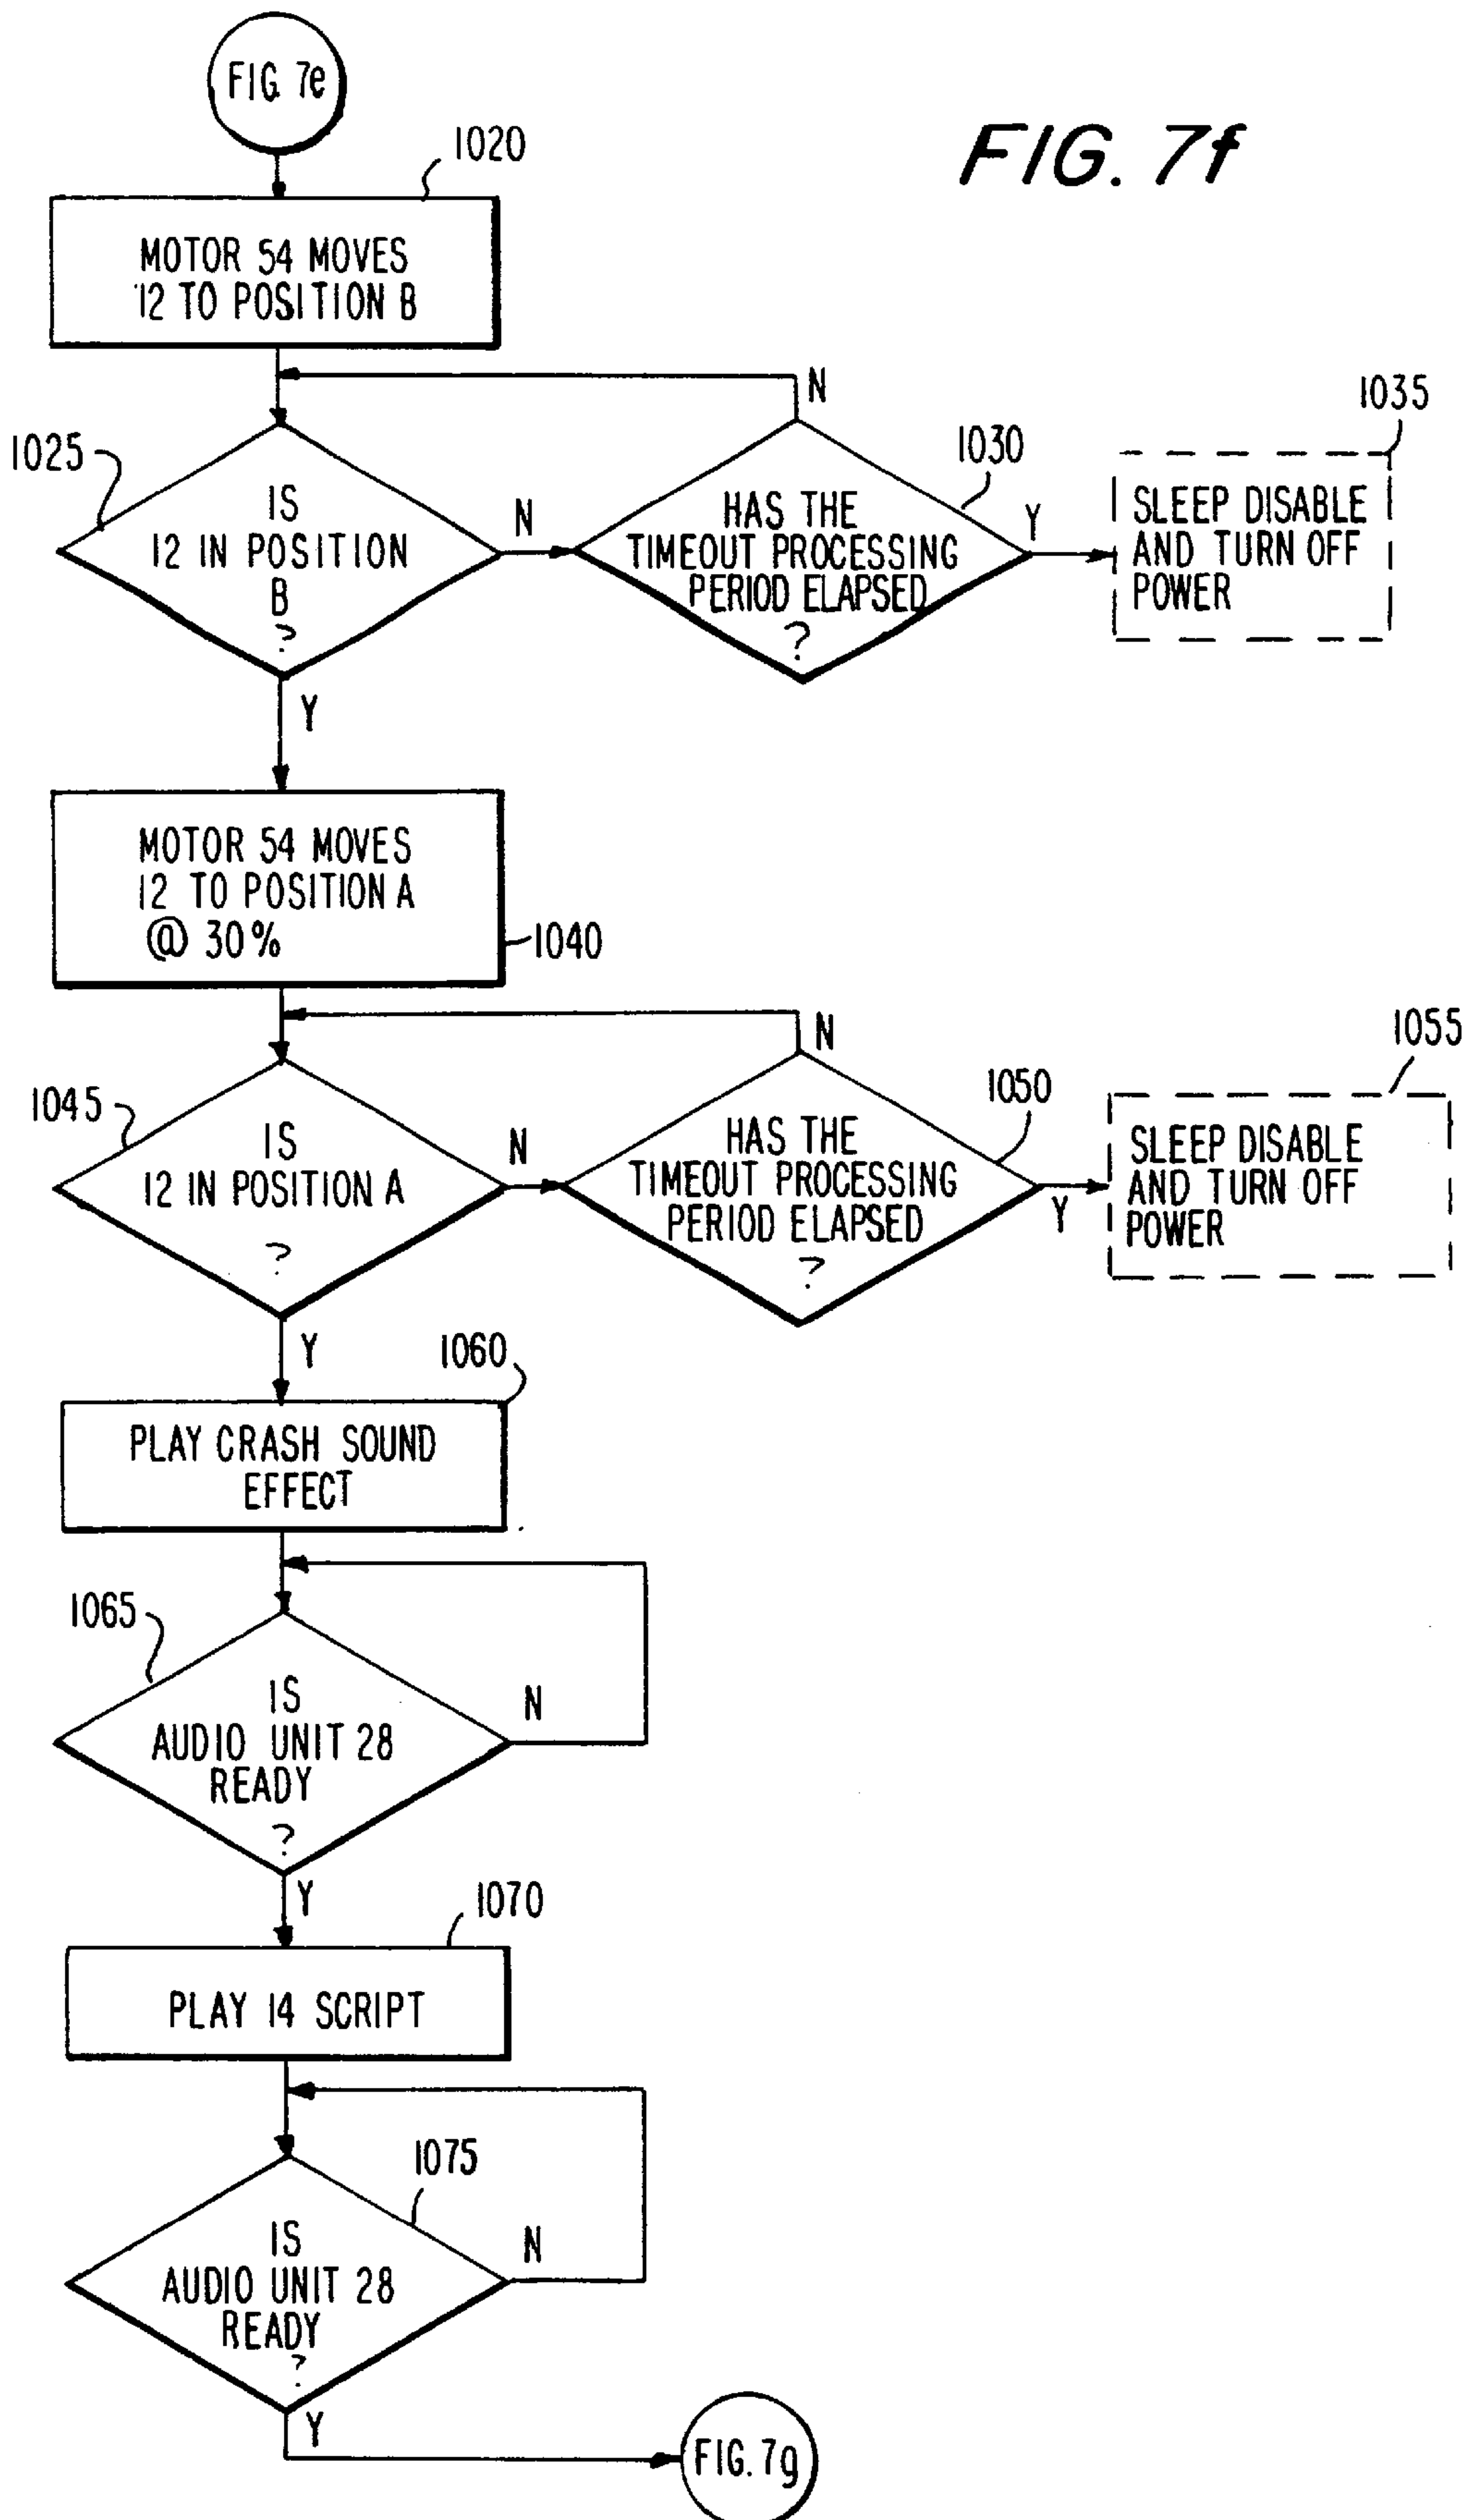 FIG 7e
FIG. 7f
1020
MOTOR 54 MOVES
12 TO POSITION B
N
1035
1025
IS
12 IN POSITION
B
?
N
1030
HAS THE
TIMEOUT PROCESSING
PERIOD ELAPSED
?
Y
SLEEP DISABLE
AND TURN OFF
POWER
Y
MOTOR 54 MOVES
12 TO POSITION A
@ 30%
1040
N
1055
1045
IS
12 IN POSITION A
?
N
1050
HAS THE
TIMEOUT PROCESSING
PERIOD ELAPSED
?
Y
SLEEP DISABLE
AND TURN OFF
POWER
Y
1060
PLAY CRASH SOUND
EFFECT
1065
IS
AUDIO UNIT 28
READY
?
N
Y
1070
PLAY 14 SCRIPT
1075
IS
AUDIO UNIT 28
READY
?
N
Y
FIG. 7g